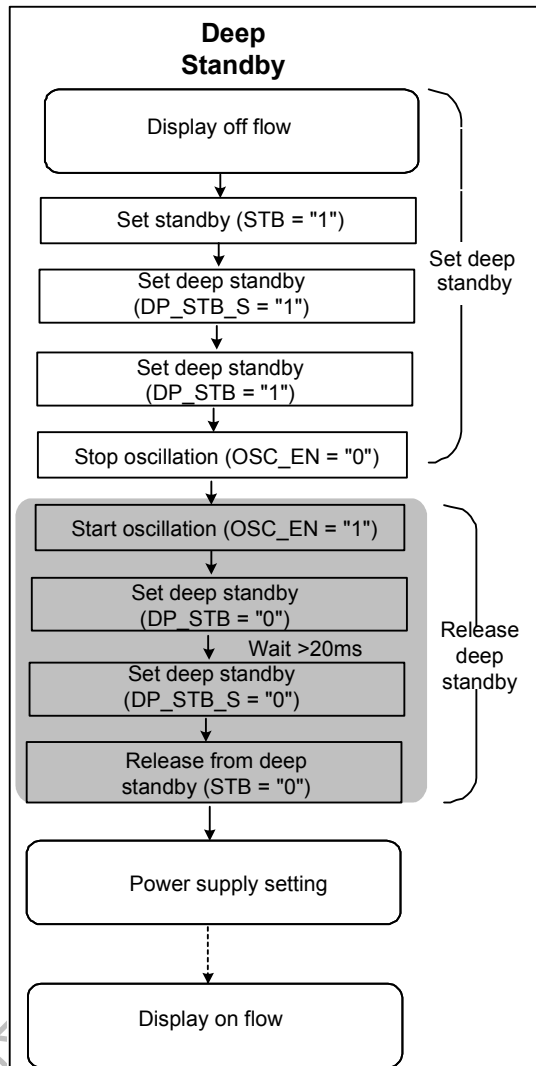 Deep
Standby
Display off flow
Set standby (STB = "1")
Set deep standby
(DP_STB_S = "1")
Set deep standby
(DP_STB = "1")
Stop oscillation (OSC_EN = "0")
Set deep
standby
Start oscillation (OSC_EN = "1")
Set deep standby
(DP_STB = "0")
Wait >20ms
Set deep standby
(DP_STB_S = "0")
Release from deep
standby (STB = "0")
Release
deep
standby
Power supply setting
Display on flow